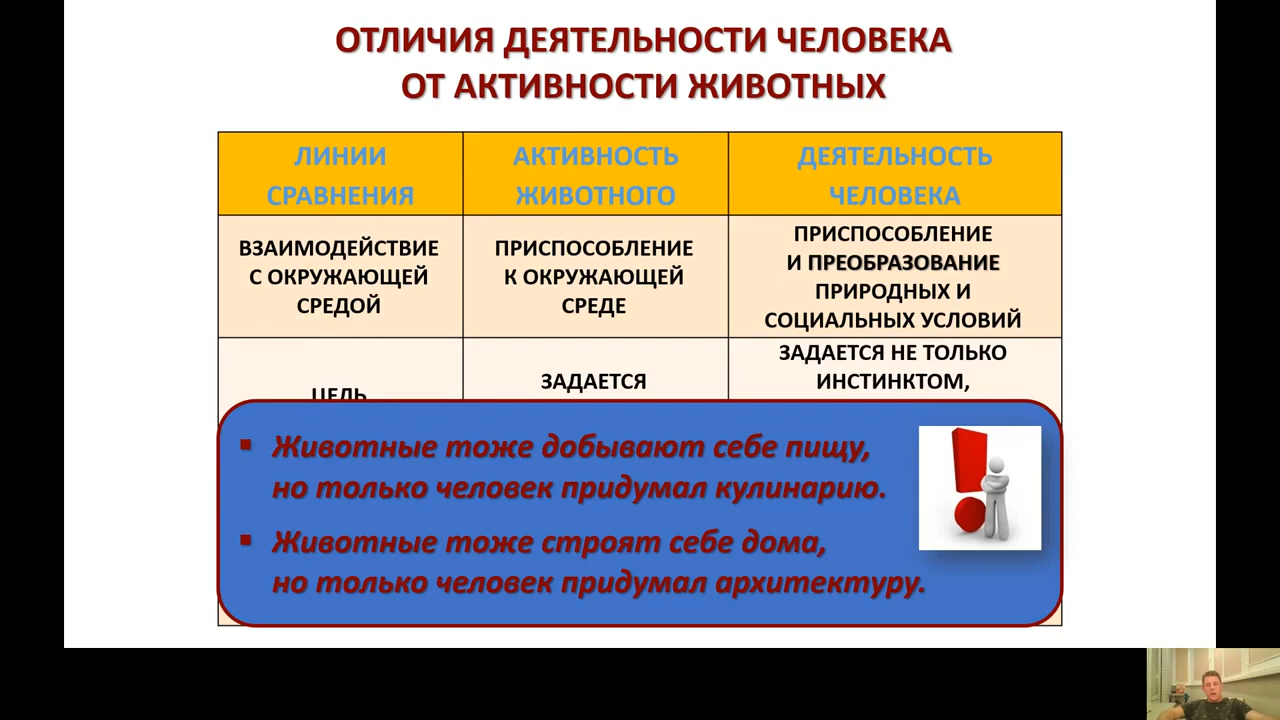 ОТЛИЧИЯ ДЕЯТЕЛЬНОСТИ ЧЕЛОВЕКА
ОТ АКТИВНОСТИ ЖИВОТНЫХ
ЛИНИИ
СРАВНЕНИЯ
АКТИВНОСТЬ
ЖИВОТНОГО
ДЕЯТЕЛЬНОСТЬ
ЧЕЛОВЕКА
ВЗАИМОДЕЙСТВИЕ
С ОКРУЖАЮЩЕЙ
СРЕДОЙ
ПРИСПОСОБЛЕНИЕ
К ОКРУЖАЮЩЕЙ
СРЕДЕ
ПРИСПОСОБЛЕНИЕ
И ПРЕОБРАЗОВАНИЕ
ПРИРОДНЫХ И
СОЦИАЛЬНЫХ УСЛОВИЙ
ЦЕЛЬ
ЗАДАЕТСЯ
ЗАДАЕТСЯ НЕ ТОЛЬКО
ИНСТИНКТОМ,
▪ Животные тоже добывают себе пищу,
но только человек придумал кулинарию.
▪ Животные тоже строят себе дома,
но только человек придумал архитектуру.